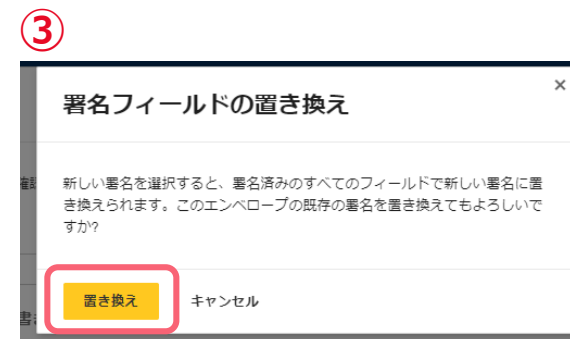 ③
署名フィールドの置き換え
×
確認
新しい署名を選択すると、署名済みのすべてのフィールドで新しい署名に置
き換えられます。このエンベロープの既存の署名を置き換えてもよろしいで
すか?
置き換え キャンセル